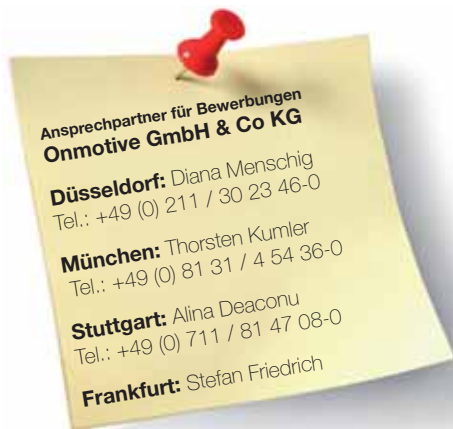 Ansprechpartner für Bewerbungen
Onmotive GmbH & Co KG
Düsseldorf: Diana Menschig
Tel.: +49 (0) 211 / 30 23 46-0
München: Thorsten Kumler
Tel.: +49 (0) 81 31 / 4 54 36-0
Stuttgart: Alina Deaconu
Tel.: +49 (0) 711 / 81 47 08-0
Frankfurt: Stefan Friedrich